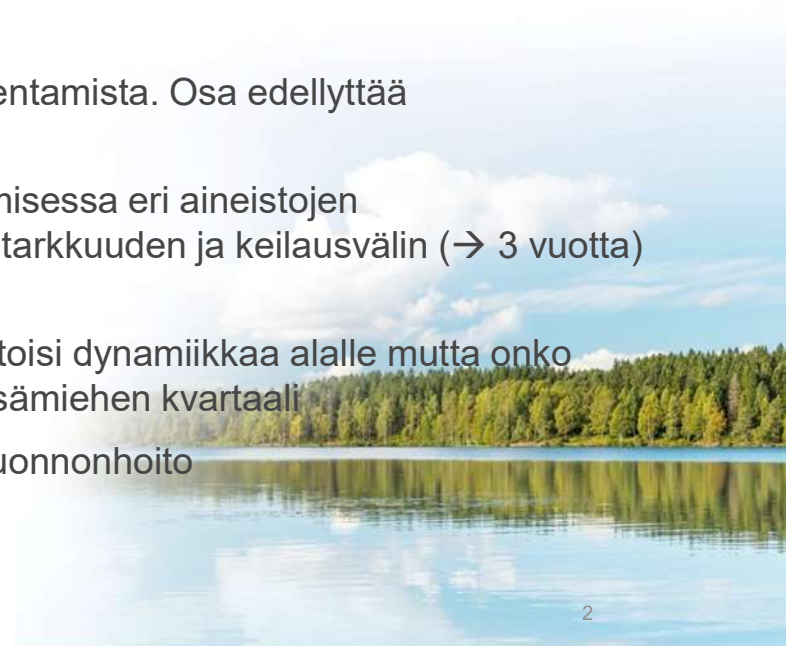 entamista. Osa edellyttää
nisessa eri aineistojen
tarkkuuden ja keilausvälin (→ 3 vuotta)
toisi dynamiikkaa alalle mutta onko
sämiehen kvartaali
uonnonhoito
2